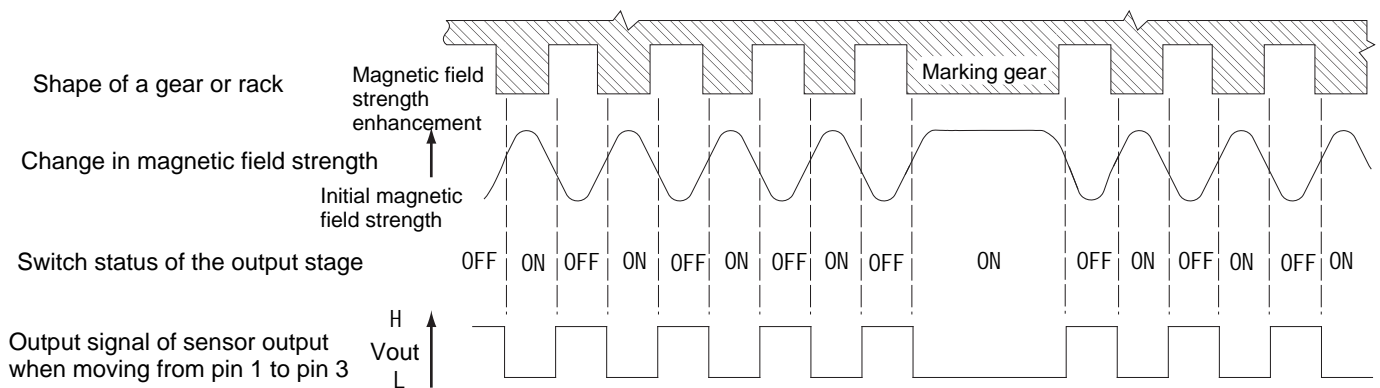 Shape of a gear or rack
Magnetic field
strength
enhancement
Marking gear
Change in magnetic field strength
Initial magnetic
field strength
Switch status of the output stage
OFF ON OFF ON OFF ON OFF ON OFF ON OFF ON OFF ON OFF ON
Output signal of sensor output
when moving from pin 1 to pin 3
H
Vout
L